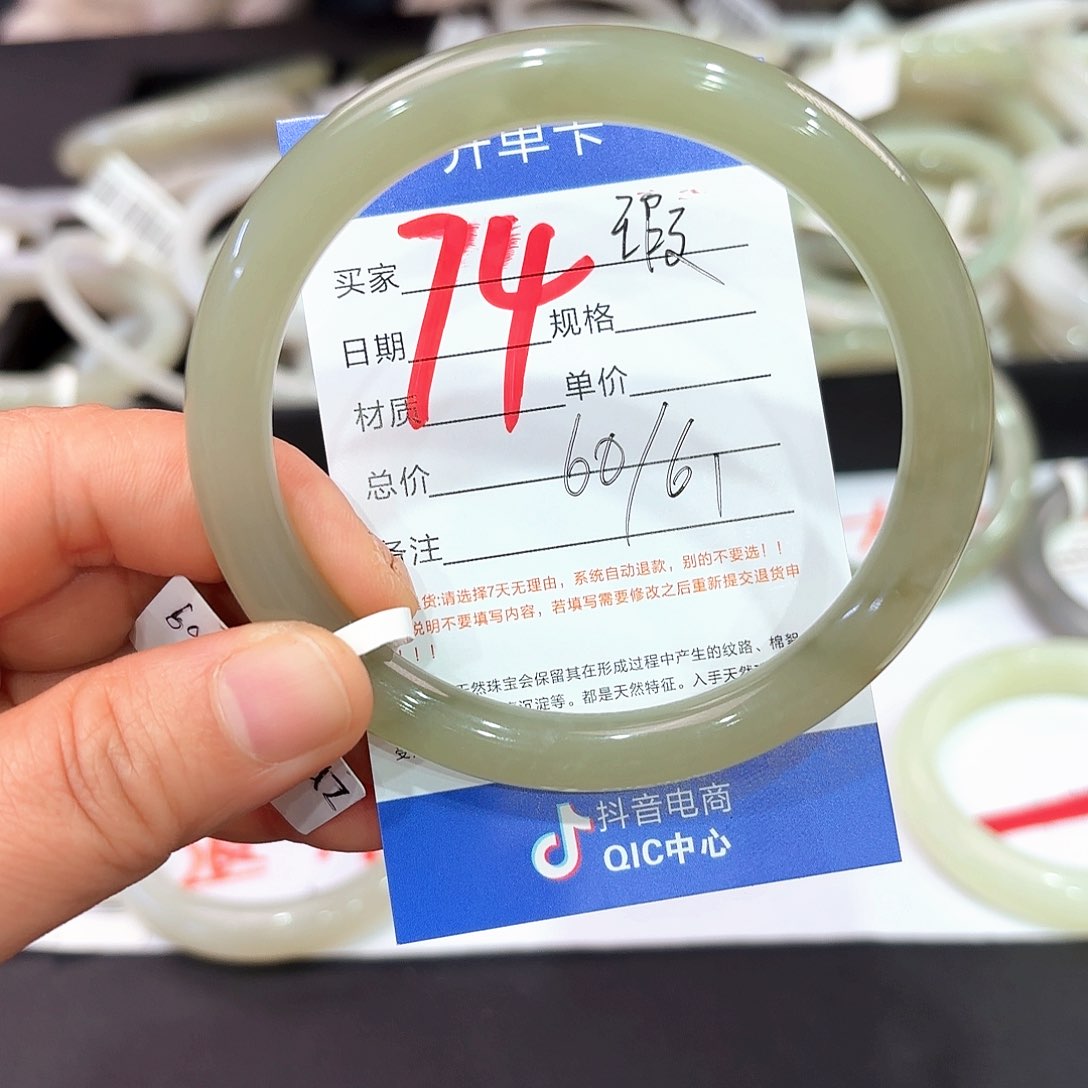 开单卡
74
瑕
买家
日期 规格
材质 单价
总价
60/61
备注
货:请选择7天无理由，系统自动退款，别的不要选！！
说明不要填写内容，若填写需要修改之后重新提交退货申
！！！
天然珠宝会保留其在形成过程中产生的纹路、棉絮
沉淀等。都是天然特征。入手天然
抖音电商
QIC中心